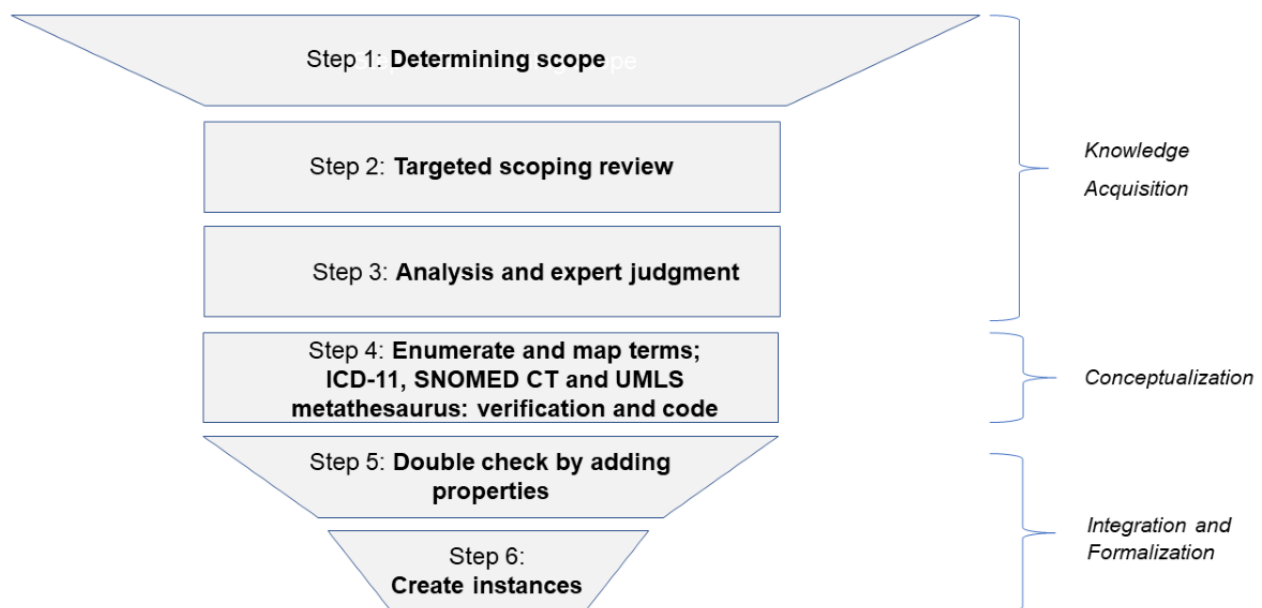 Step 1: Determining scope
Step 2: Targeted scoping review
Knowledge
Acquisition
Step 3: Analysis and expert judgment
Step 4: Enumerate and map terms;
ICD-11, SNOMED CT and UMLS
metathesaurus: verification and code
Conceptualization
Step 5: Double check by adding
properties
Step 6:
Create instances
Integration and
Formalization